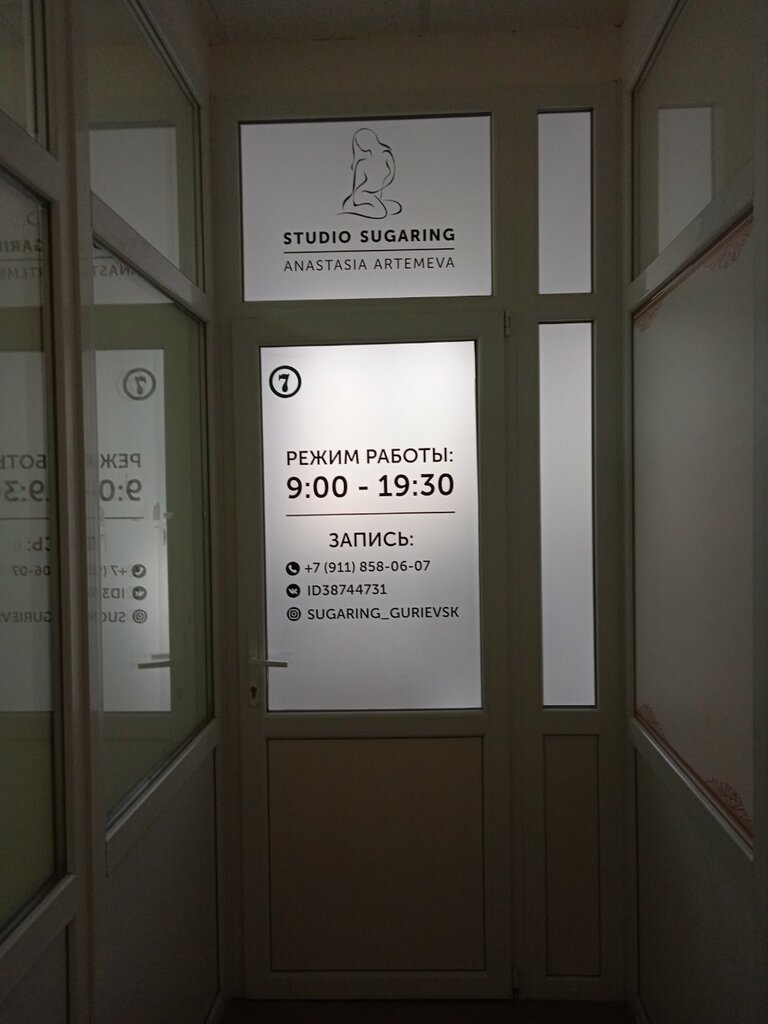 STUDIO SUGARING
ANASTASIA ARTEMEVA
7
РЕЖИМ РАБОТЫ:
9:00 - 19:30
ЗАПИСЬ:
+7 (911) 858-06-07
ID38744731
SUGARING_GURIEVSK